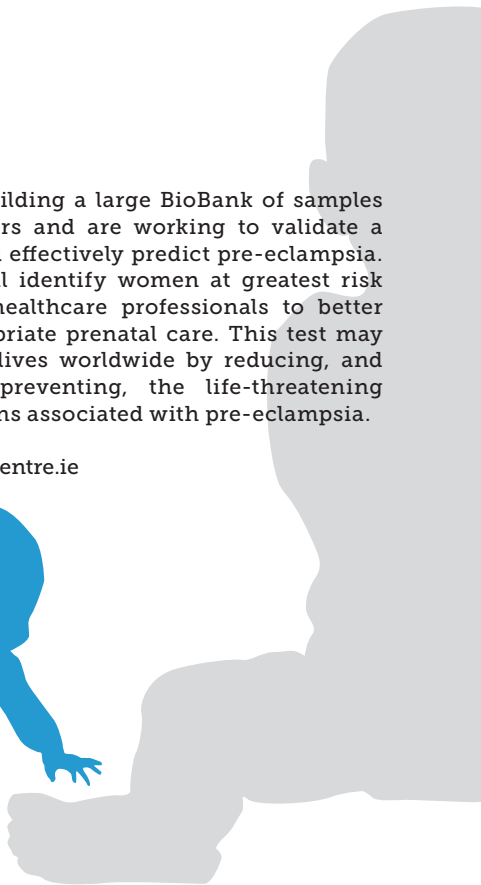 ilding a large BioBank of samples
rs and are working to validate a
effectively predict pre-eclampsia.
l identify women at greatest risk
healthcare professionals to better
priate prenatal care. This test may
lives worldwide by reducing, and
preventing, the life-threatening
ns associated with pre-eclampsia.
entre.ie